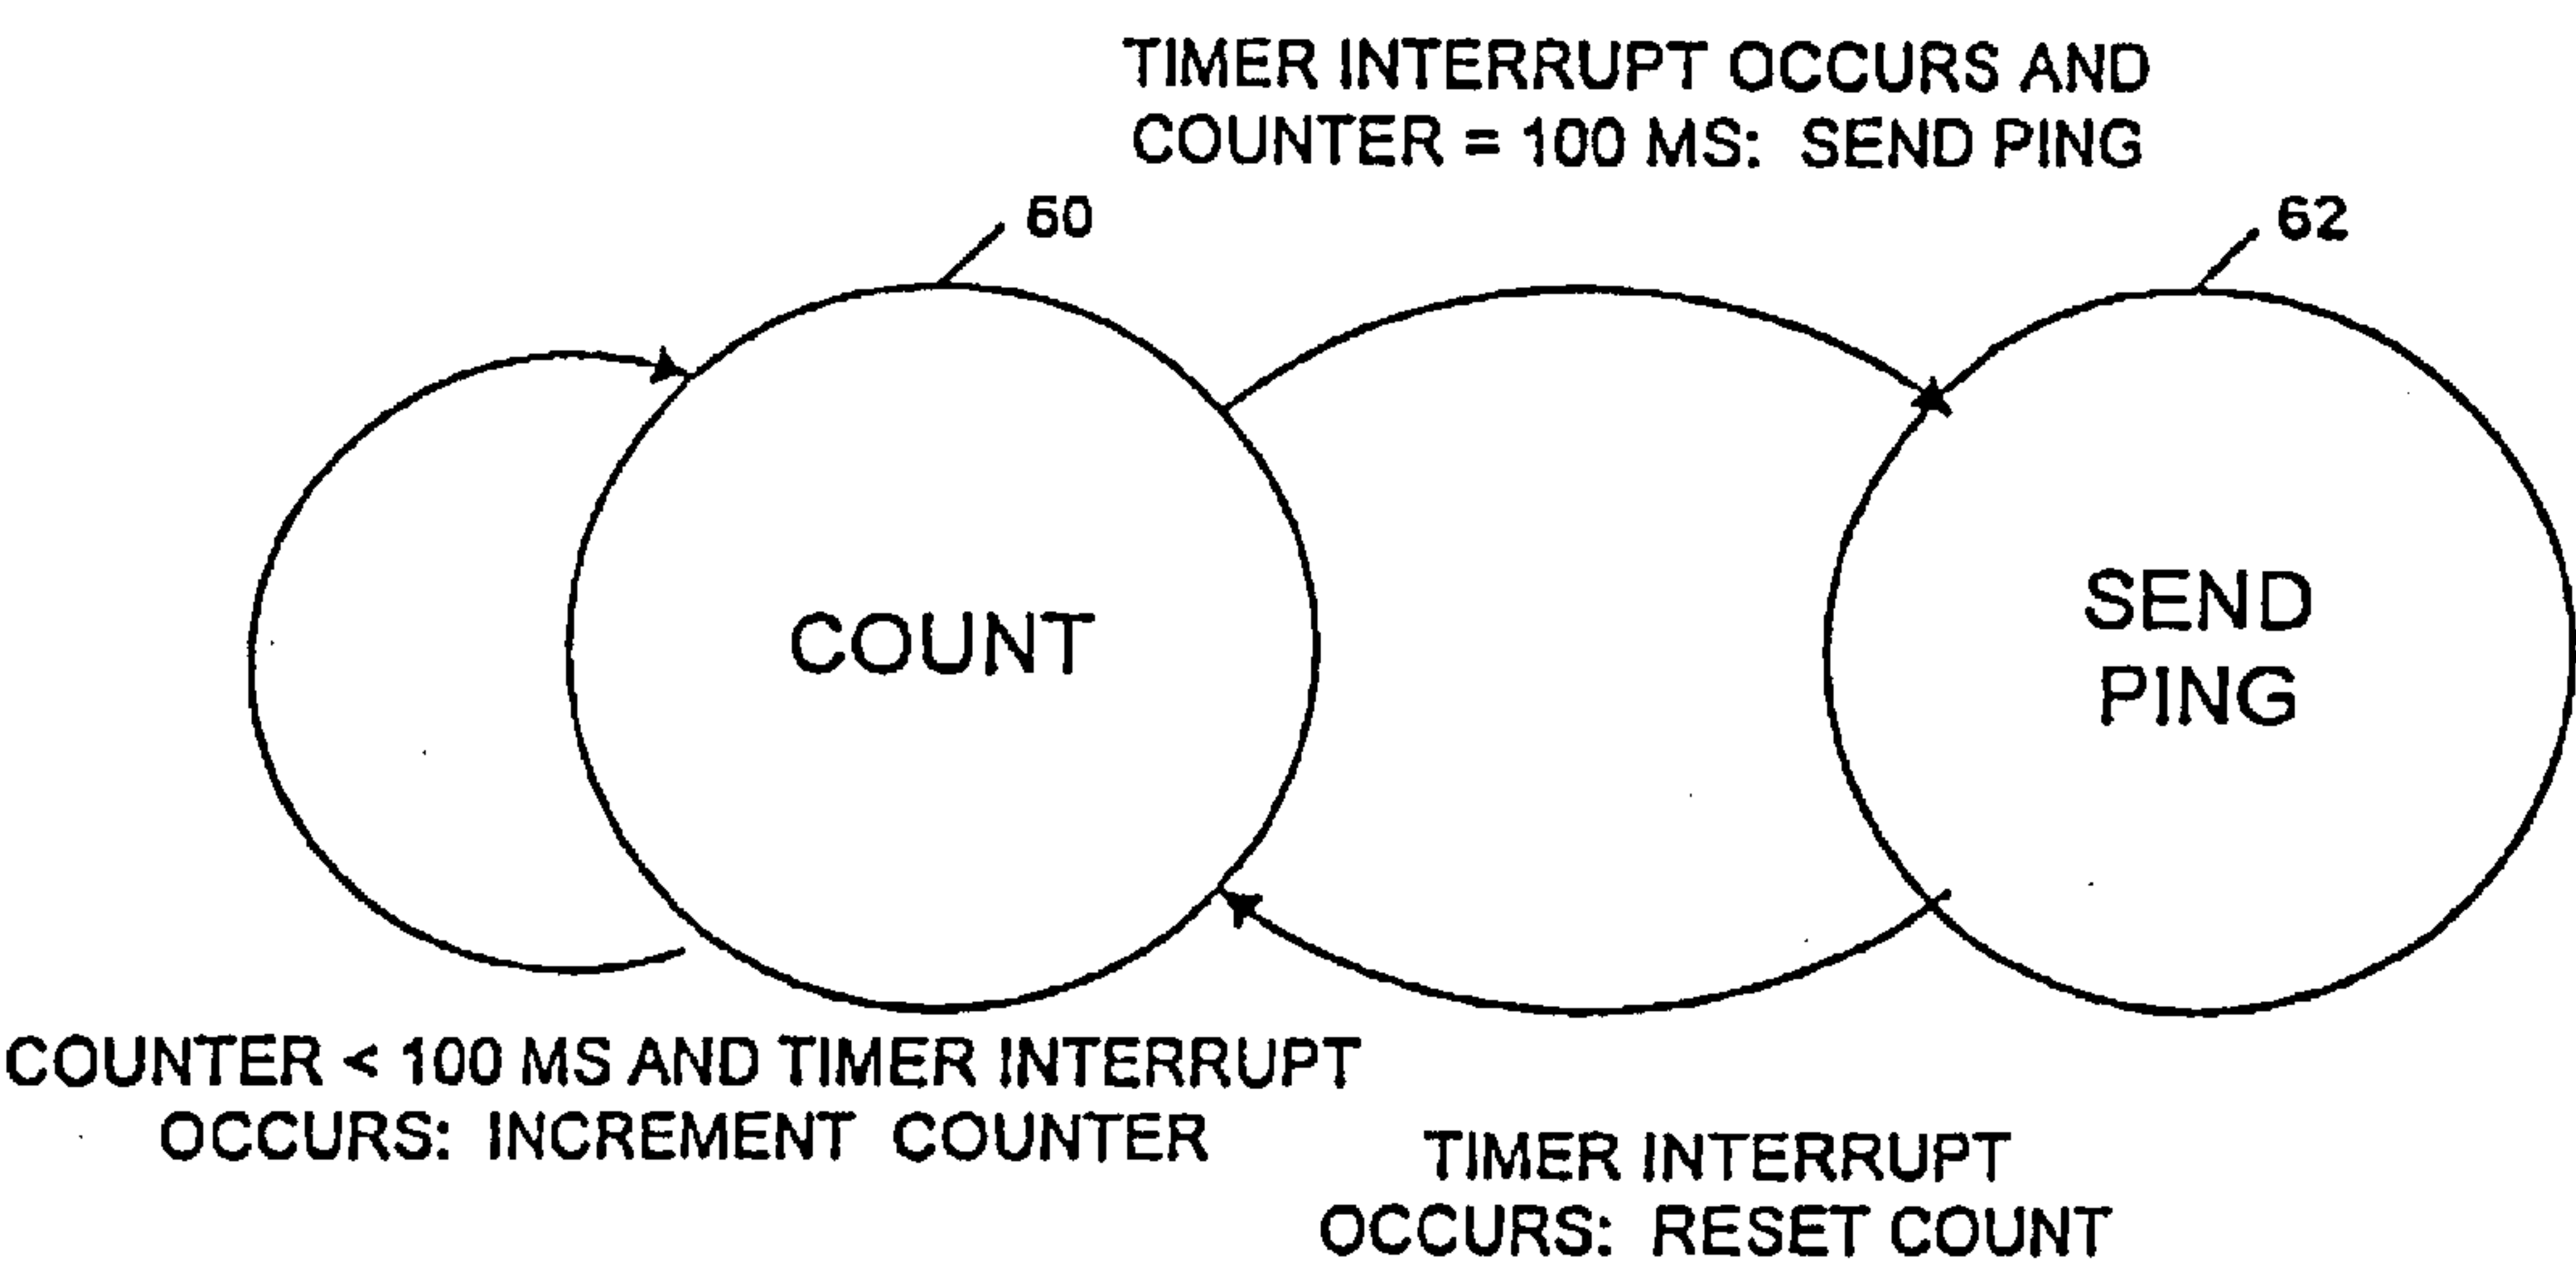 TIMER INTERRUPT OCCURS AND
COUNTER = 100 MS: SEND PING
60
62
COUNT
SEND
PING
COUNTER < 100 MS AND TIMER INTERRUPT
OCCURS: INCREMENT COUNTER
TIMER INTERRUPT
OCCURS: RESET COUNT